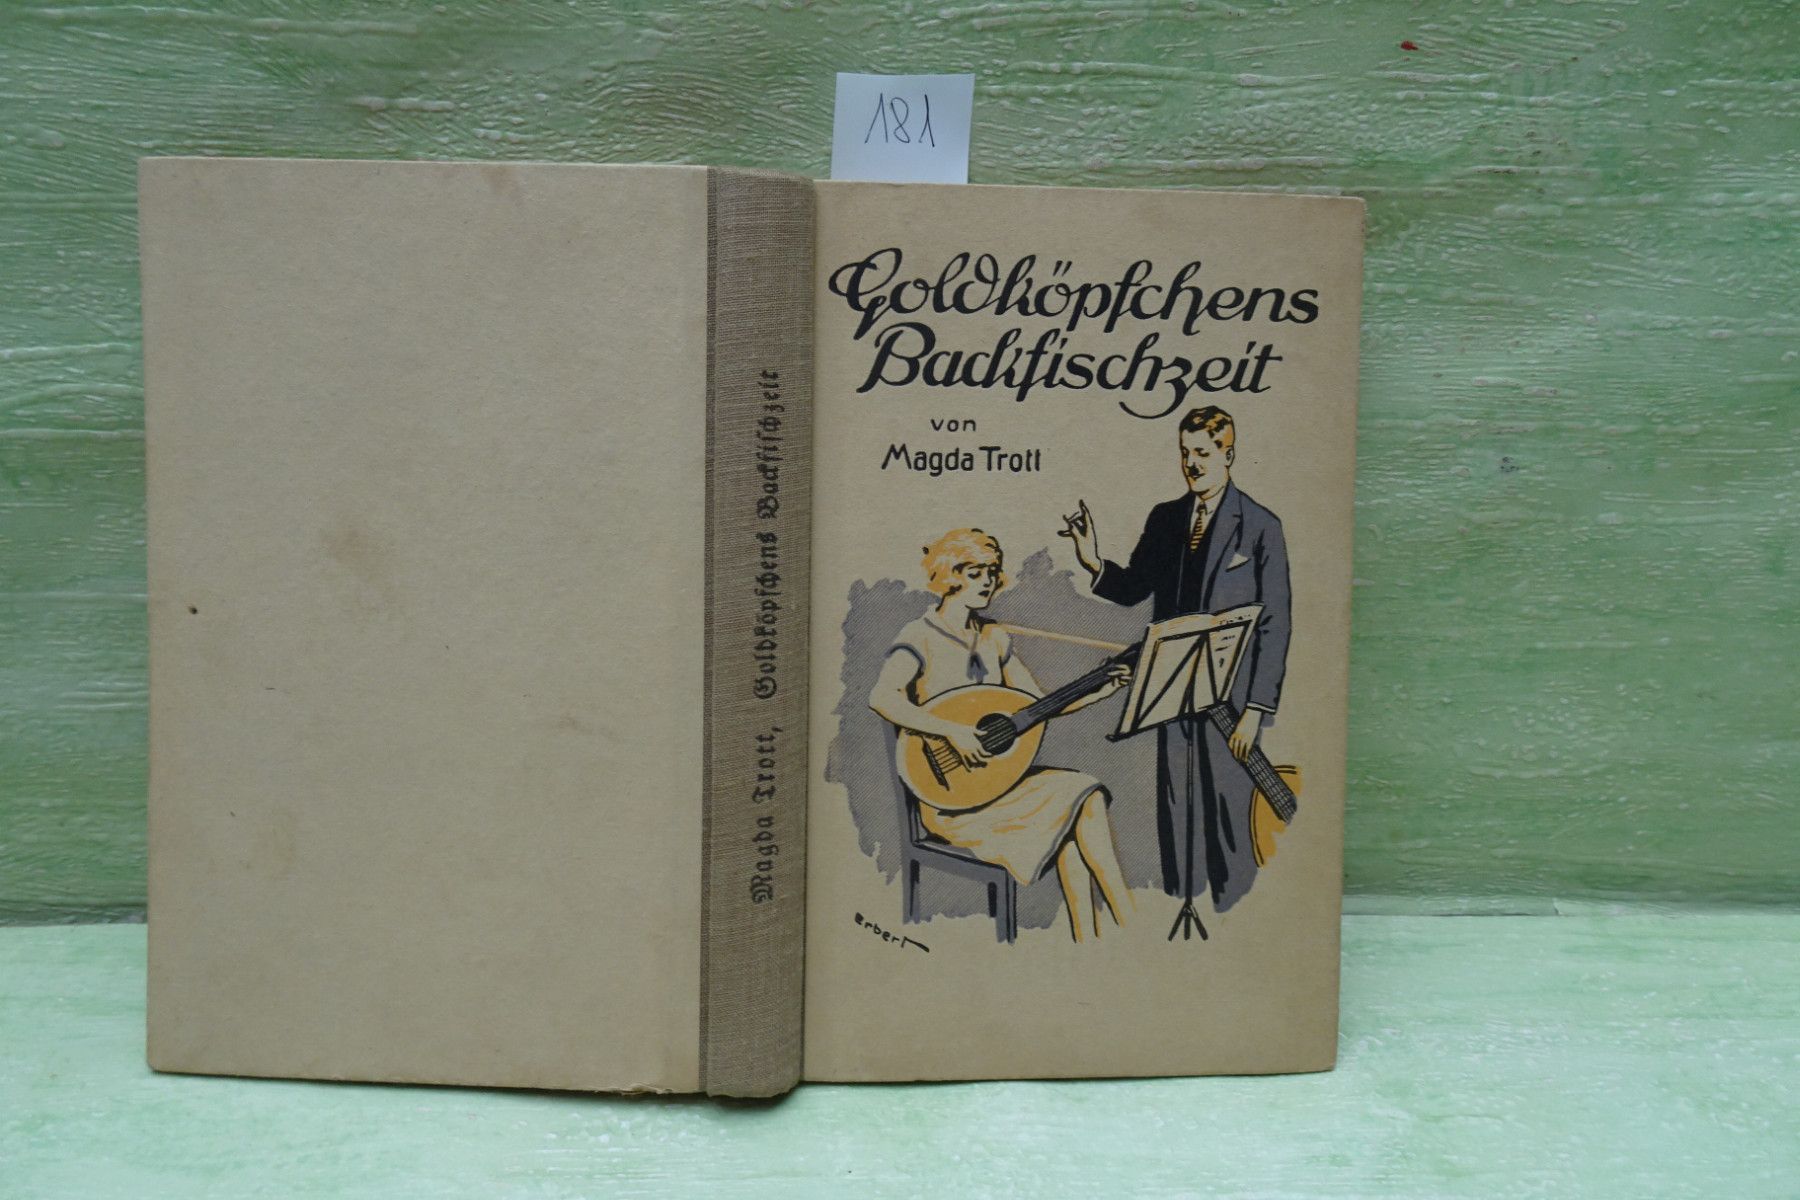 181
Goldköpfchens
Backfischzeit
von
Magda Trott
erbert
Magda Trott, Goldköpfchens Backfischzeit